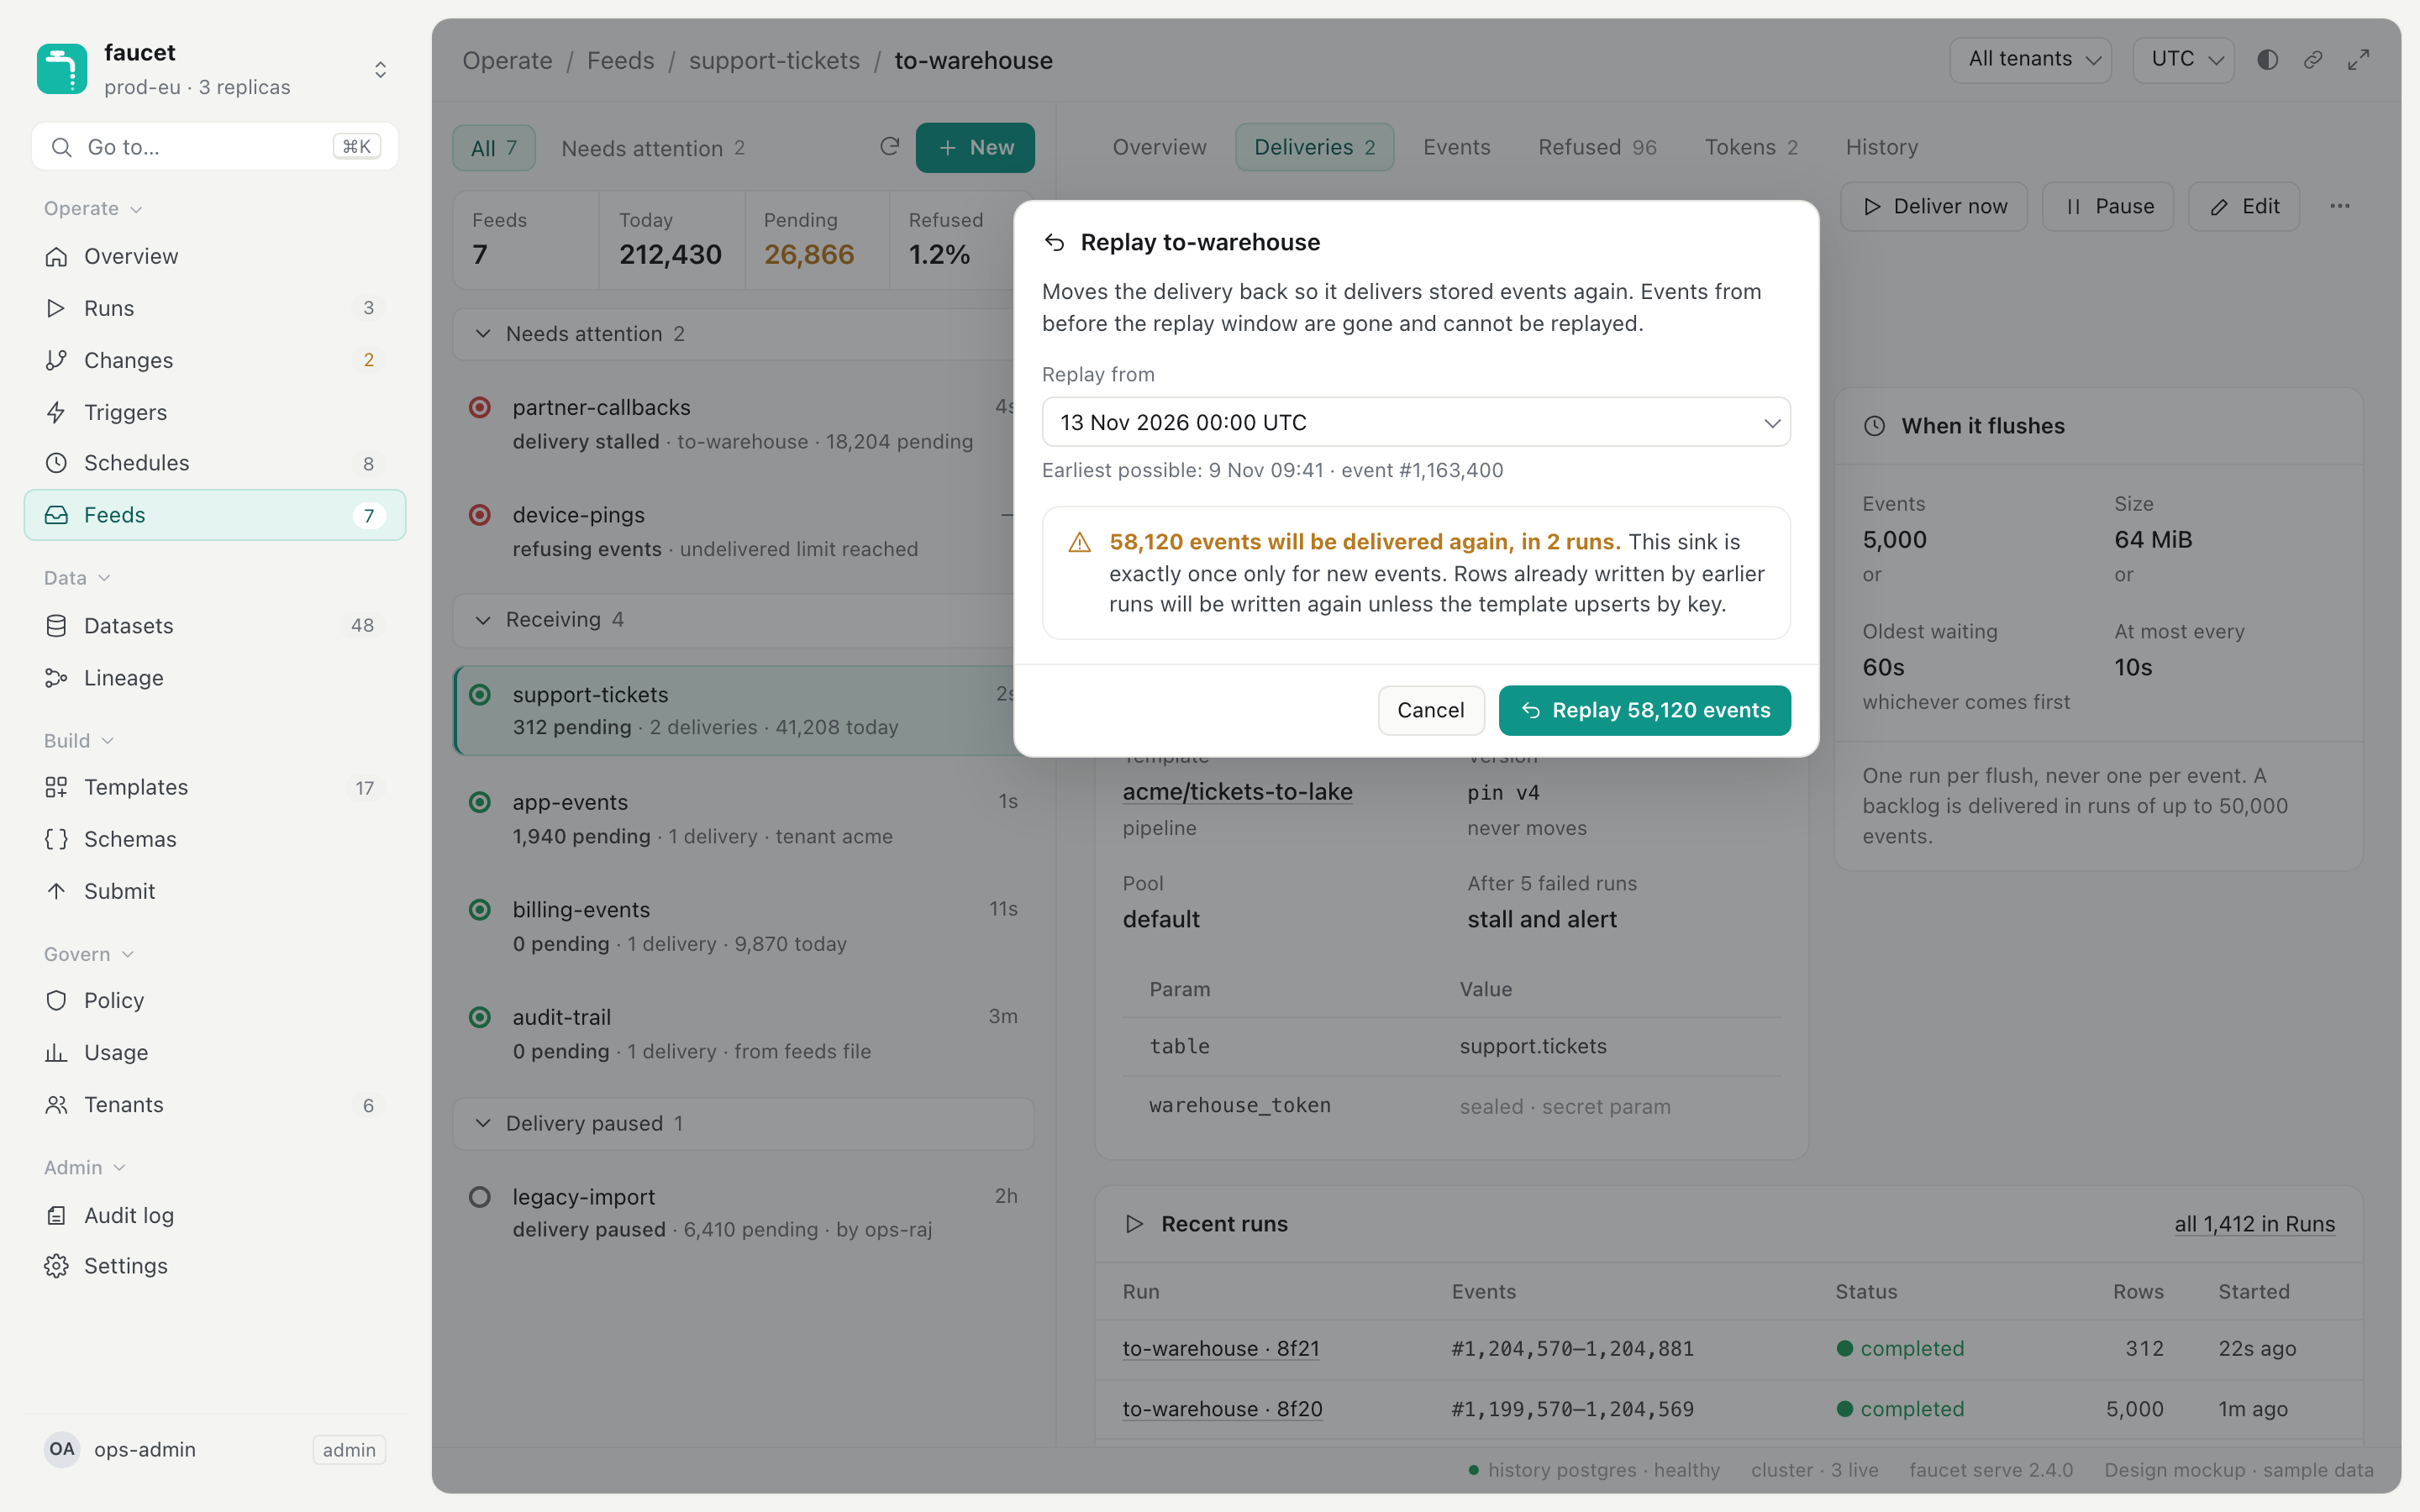 faucet
prod-eu · 3 replicas
Go to...
⌘K
Operate
Overview
Runs 3
Changes 2
Triggers
Schedules 8
Feeds 7
Data
Datasets 48
Lineage
Build
Templates 17
Schemas
Submit
Govern
Policy
Usage
Tenants 6
Admin
Audit log
Settings
OA ops-admin admin
Operate / Feeds / support-tickets / to-warehouse
All tenants
UTC
All 7
Needs attention 2
New
Feeds
7
Today
212,430
Pending
26,866
Refused
1.2%
Needs attention 2
partner-callbacks 4s
delivery stalled · to-warehouse · 18,204 pending
device-pings —
refusing events · undelivered limit reached
Receiving 4
support-tickets 2s
312 pending · 2 deliveries · 41,208 today
app-events 1s
1,940 pending · 1 delivery · tenant acme
billing-events 11s
0 pending · 1 delivery · 9,870 today
audit-trail 3m
0 pending · 1 delivery · from feeds file
Delivery paused 1
legacy-import 2h
delivery paused · 6,410 pending · by ops-raj
Overview
Deliveries 2
Events
Refused 96
Tokens 2
History
Deliver now
Pause
Edit
Replay to-warehouse
Moves the delivery back so it delivers stored events again. Events from
before the replay window are gone and cannot be replayed.
Replay from
13 Nov 2026 00:00 UTC
Earliest possible: 9 Nov 09:41 · event #1,163,400
58,120 events will be delivered again, in 2 runs. This sink is
exactly once only for new events. Rows already written by earlier
runs will be written again unless the template upserts by key.
Cancel
Replay 58,120 events
When it flushes
Events
5,000
or
Size
64 MiB
or
Oldest waiting
60s
whichever comes first
At most every
10s
One run per flush, never one per event. A
backlog is delivered in runs of up to 50,000
events.
Template
acme/tickets-to-lake
pipeline
Version
pin v4
never moves
Pool
default
After 5 failed runs
stall and alert
Param Value
table support.tickets
warehouse_token sealed · secret param
Recent runs
all 1,412 in Runs
Run Events Status Rows Started
to-warehouse · 8f21 #1,204,570–1,204,881 completed 312 22s ago
to-warehouse · 8f20 #1,199,570–1,204,569 completed 5,000 1m ago
history postgres · healthy
cluster · 3 live
faucet serve 2.4.0
Design mockup · sample data